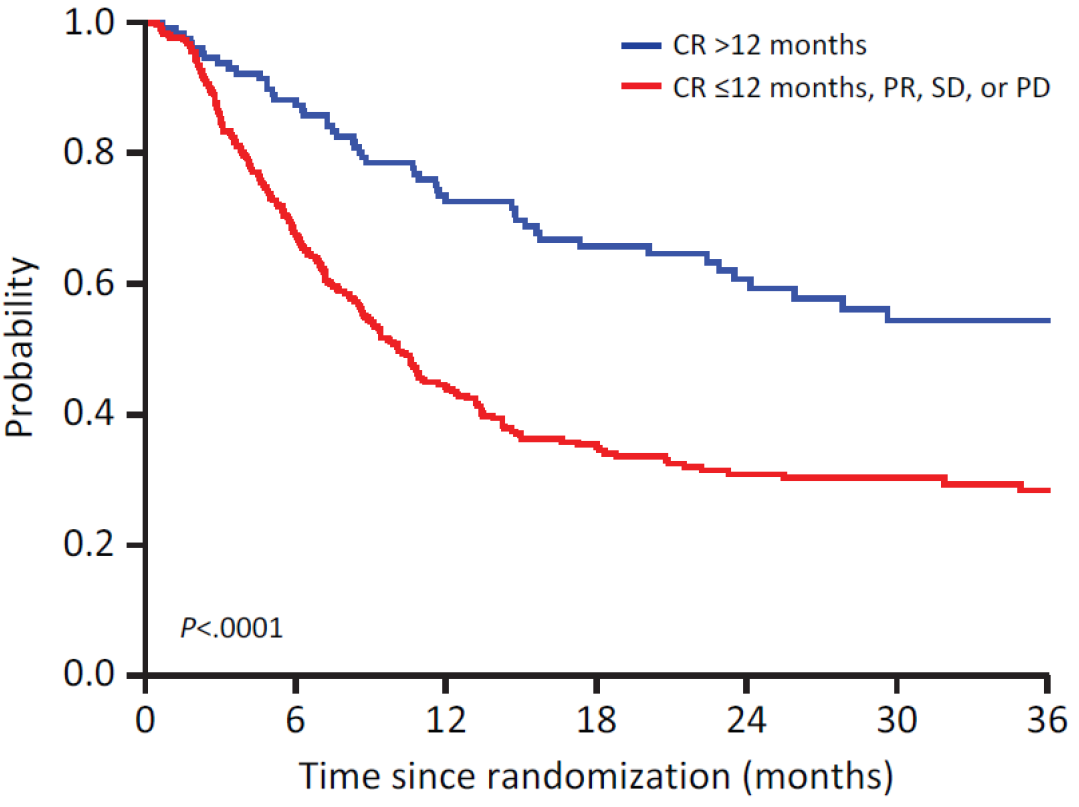 CR >12 months
CR ≤12 months, PR, SD, or PD
Probability
1.0
0.8
0.6
0.4
0.2
0.0
P<.0001
0 6 12 18 24 30 36
Time since randomization (months)